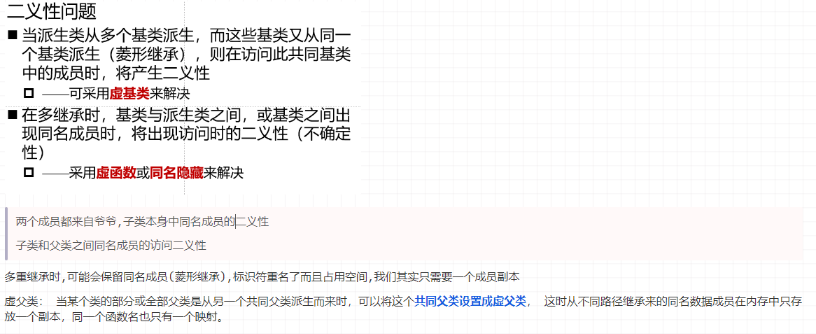 二义性问题
■ 当派生类从多个基类派生，而这些基类又从同一
个基类派生（菱形继承），则在访问此共同基类
中的成员时，将产生二义性
——可采用虚基类来解决
■ 在多继承时，基类与派生类之间，或基类之间出
现同名成员时，将出现访问时的二义性（不确定
性）
——采用虚函数或同名隐藏来解决
两个成员都来自爷爷,子类本身中同名成员的二义性
子类和父类之间同名成员的访问二义性
多重继承时,可能会保留同名成员(菱形继承),标识符重名了而且占用空间,我们其实只需要一个成员副本
虚父类： 当某个类的部分或全部父类是从另一个共同父类派生而来时，可以将这个共同父类设置成虚父类， 这时从不同路径继承来的同名数据成员在内存中只存
放一个副本，同一个函数名也只有一个映射。